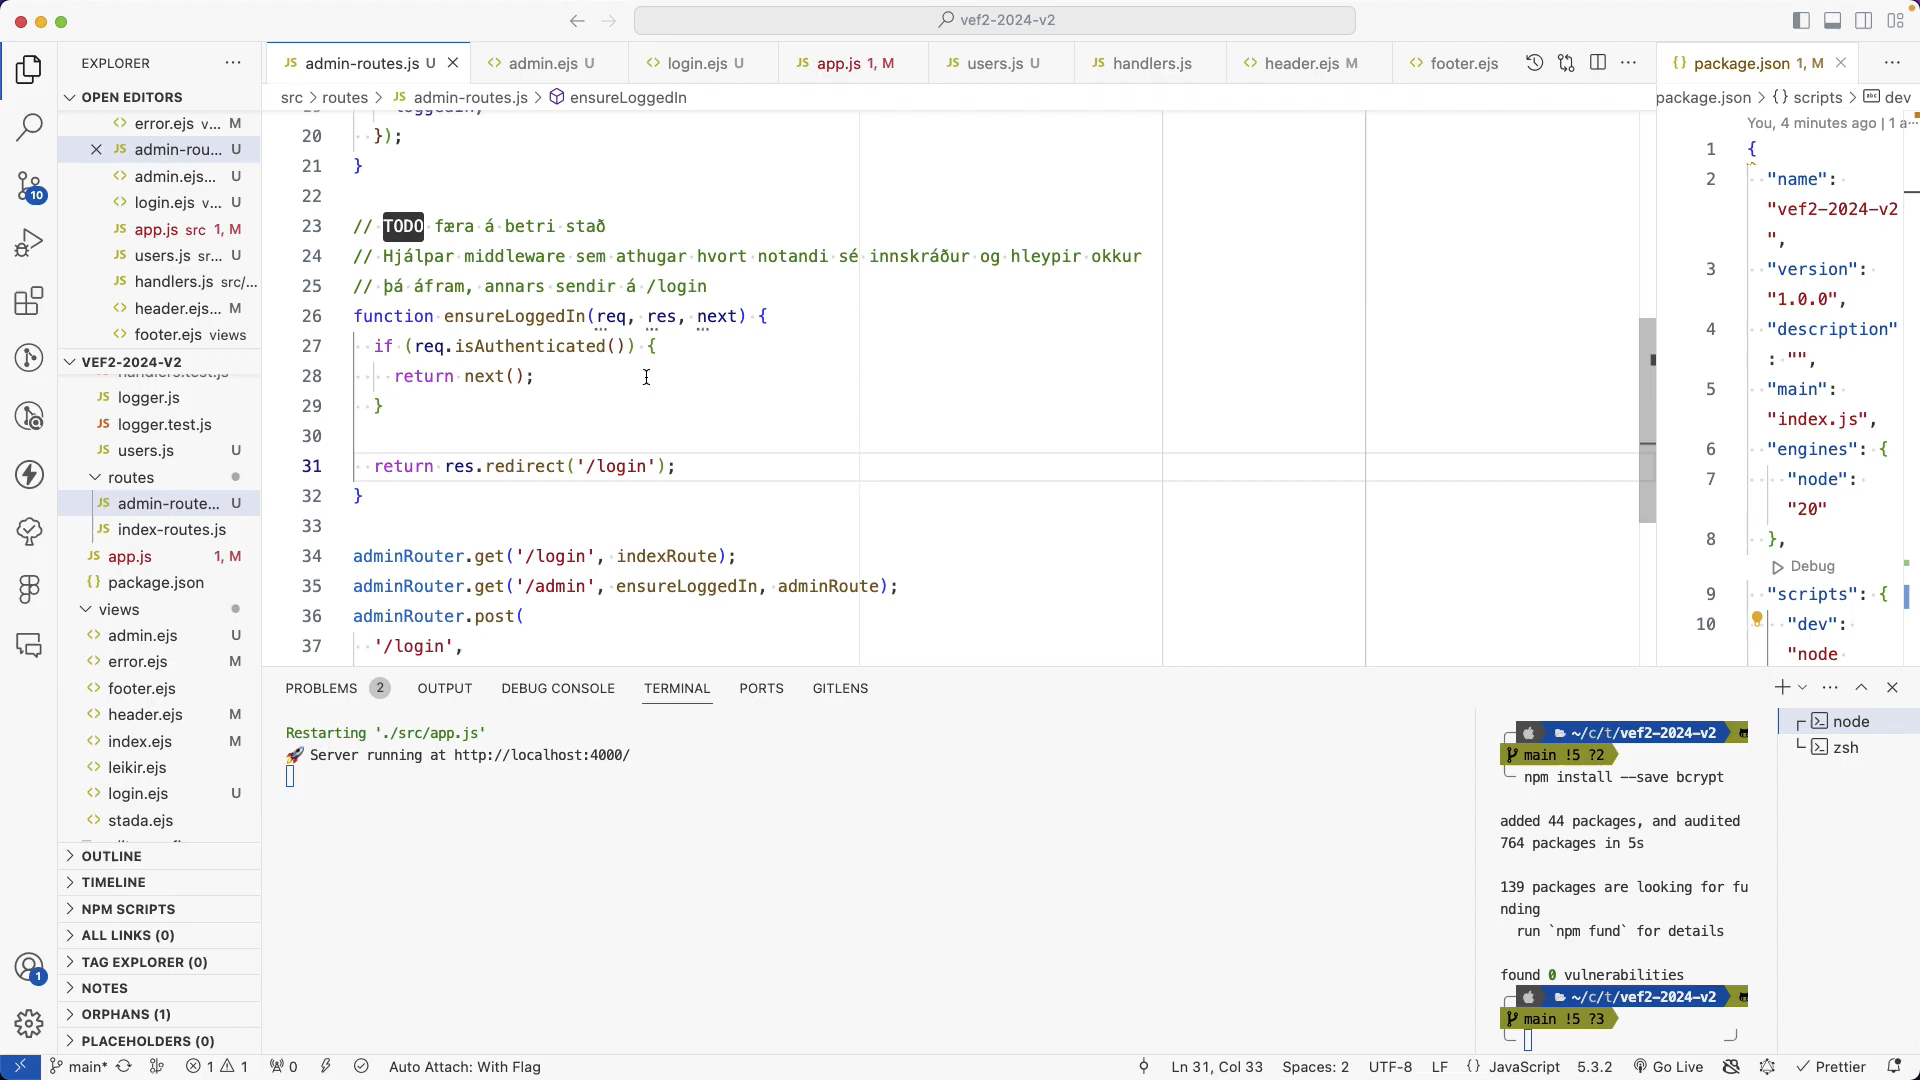 vef2-2024-v2
EXPLORER
OPEN EDITORS
error.ejs v... M
admin-rou... U
admin.ejs... U
login.ejs v... U
app.js src 1, M
users.js sr... U
handlers.js src/...
header.ejs... M
footer.ejs views
VEF2-2024-V2
handlers.test.js
logger.js
logger.test.js
users.js U
routes
admin-route... U
index-routes.js
app.js 1, M
package.json
views
admin.ejs U
error.ejs M
footer.ejs
header.ejs M
index.ejs M
leikir.ejs
login.ejs U
stada.ejs
OUTLINE
TIMELINE
NPM SCRIPTS
ALL LINKS (0)
TAG EXPLORER (0)
NOTES
ORPHANS (1)
PLACEHOLDERS (0)
10
1
JS admin-routes.js U
admin.ejs U
login.ejs U
JS app.js 1, M
JS users.js U
JS handlers.js
header.ejs M
footer.ejs
{} package.json 1, M
src > routes > JS admin-routes.js > ensureLoggedIn
loggedIn,
20 });
21 }
22
23 // TODO færa á betri stað
24 // Hjálpar middleware sem athugar hvort notandi sé innskráður og hleypir okkur
25 // þá áfram, annars sendir á /login
26 function ensureLoggedIn(req, res, next) {
27 if (req.isAuthenticated()) {
28 return next();
29 }
30
31 return res.redirect('/login');
32 }
33
34 adminRouter.get('/login', indexRoute);
35 adminRouter.get('/admin', ensureLoggedIn, adminRoute);
36 adminRouter.post(
37 '/login',
package.json > {} scripts > abc dev
You, 4 minutes ago | 1 a...
1 {
2 "name":
"vef2-2024-v2
",
3 "version":
"1.0.0",
4 "description"
: "",
5 "main":
"index.js",
6 "engines": {
7 "node":
"20"
8 },
Debug
9 "scripts": {
10 "dev":
"node
PROBLEMS 2 OUTPUT DEBUG CONSOLE TERMINAL PORTS GITLENS
Restarting './src/app.js'
🚀 Server running at http://localhost:4000/
~/c/t/vef2-2024-v2
main !5 ?2
npm install --save bcrypt
added 44 packages, and audited
764 packages in 5s
139 packages are looking for fu
nding
run `npm fund` for details
found 0 vulnerabilities
~/c/t/vef2-2024-v2
main !5 ?3
node
zsh
main* 1 1 0 Auto Attach: With Flag Ln 31, Col 33 Spaces: 2 UTF-8 LF {} JavaScript 5.3.2 Go Live Prettier